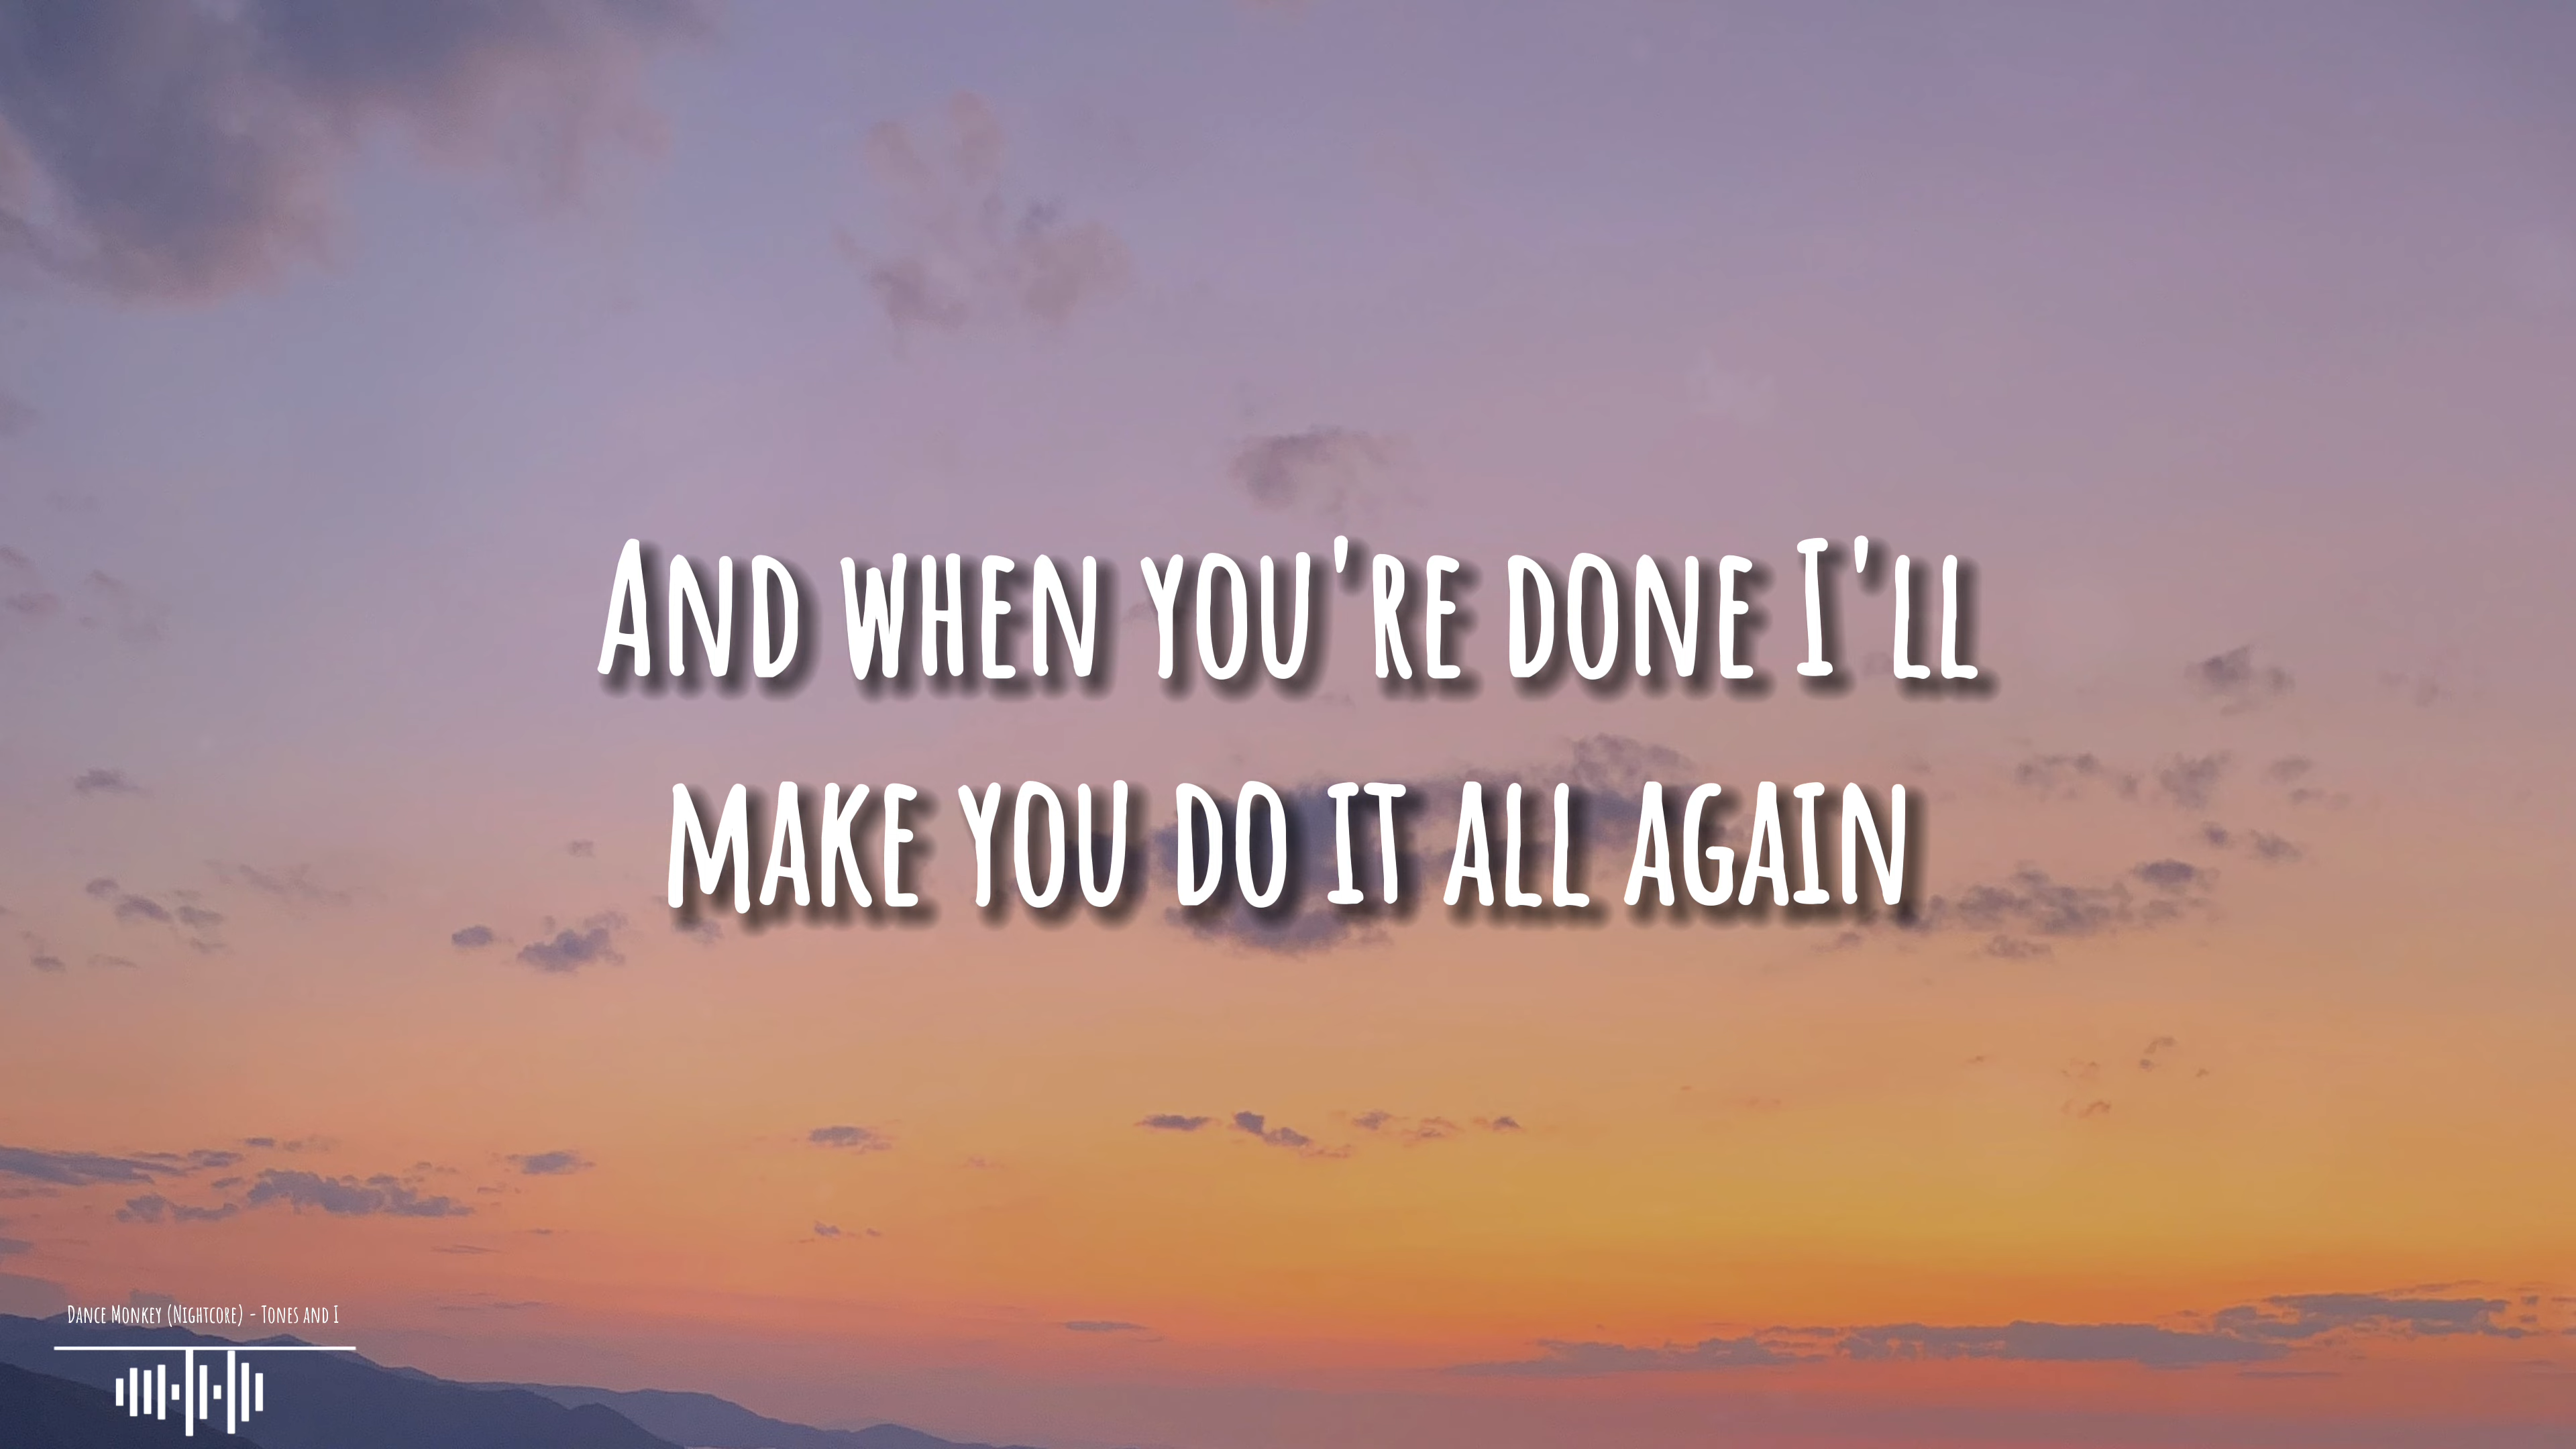 And when you're done I'll
make you do it all again
Dance Monkey (Nightcore) - Tones and I